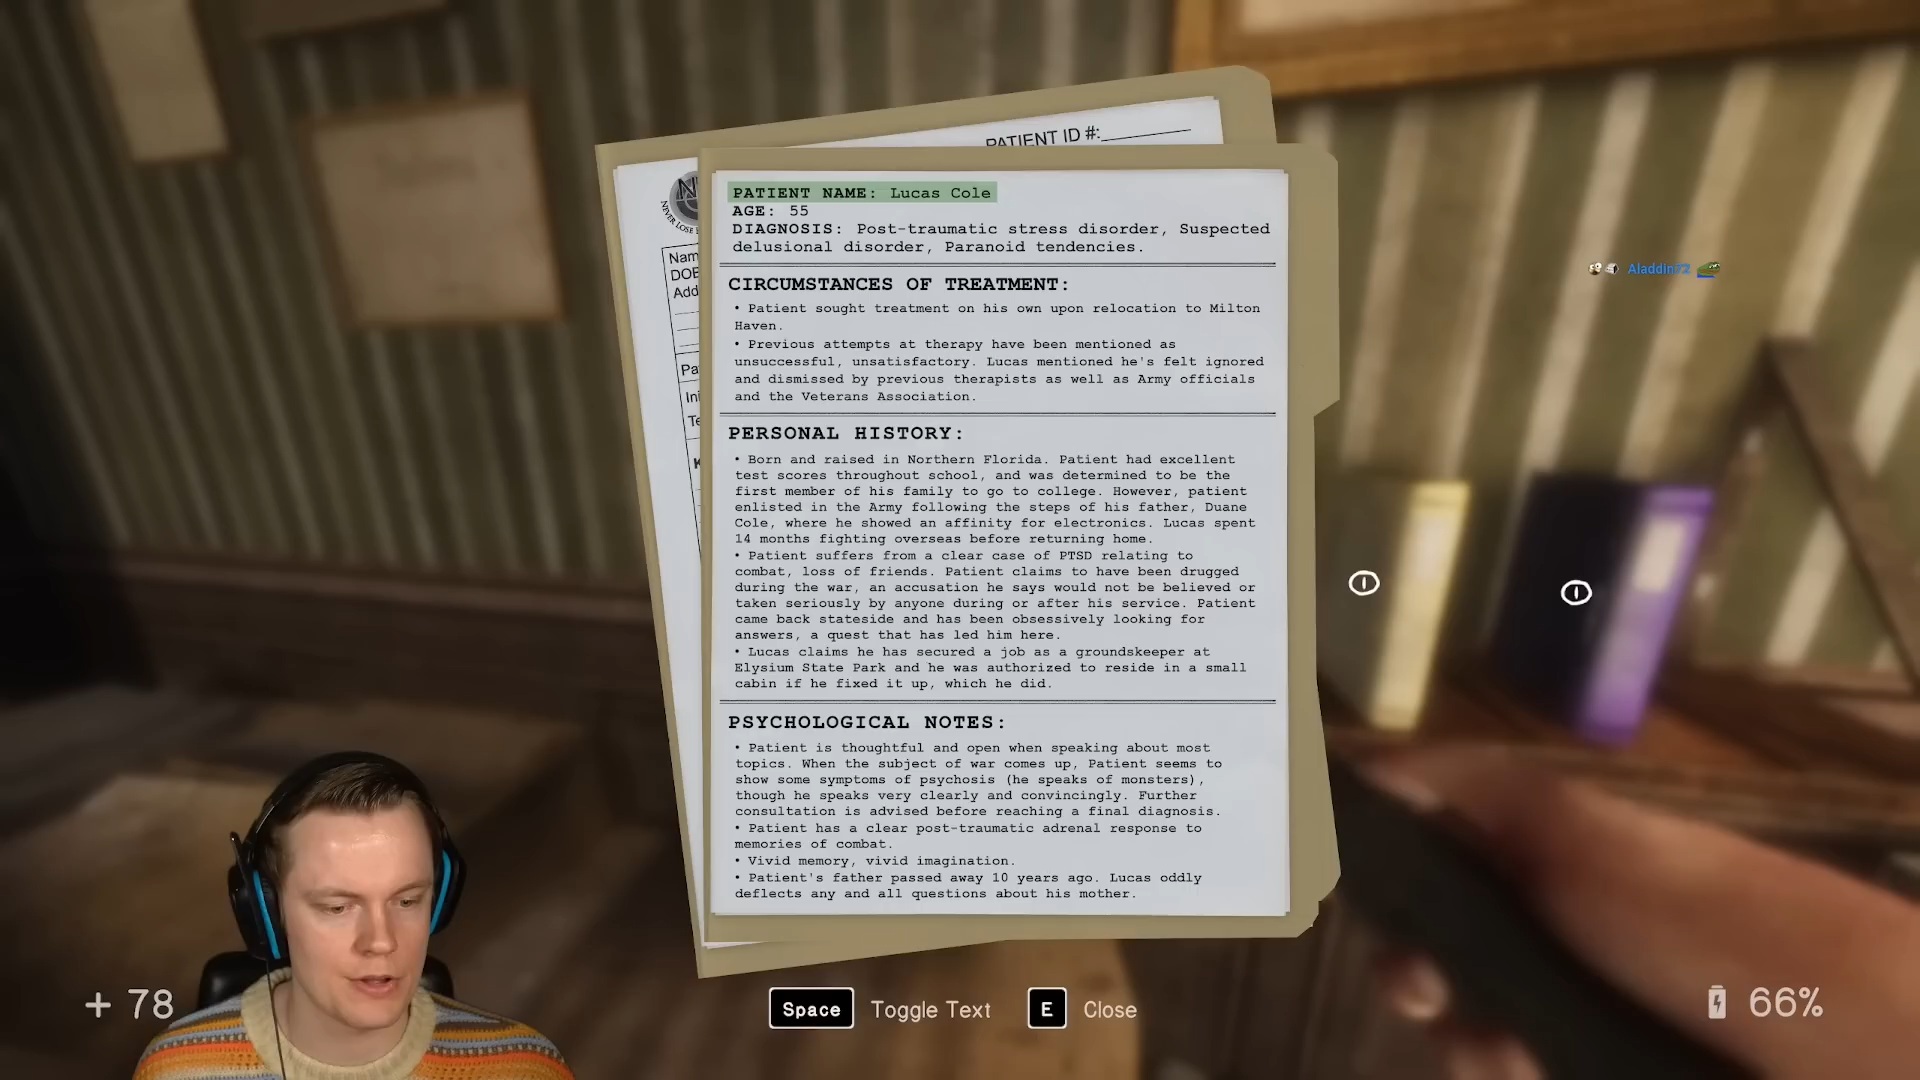 PATIENT ID #:
PATIENT NAME: Lucas Cole
AGE: 55
DIAGNOSIS: Post-traumatic stress disorder, Suspected
delusional disorder, Paranoid tendencies.
CIRCUMSTANCES OF TREATMENT:
• Patient sought treatment on his own upon relocation to Milton
Haven.
• Previous attempts at therapy have been mentioned as
unsuccessful, unsatisfactory. Lucas mentioned he's felt ignored
and dismissed by previous therapists as well as Army officials
and the Veterans Association.
PERSONAL HISTORY:
• Born and raised in Northern Florida. Patient had excellent
test scores throughout school, and was determined to be the
first member of his family to go to college. However, patient
enlisted in the Army following the steps of his father, Duane
Cole, where he showed an affinity for electronics. Lucas spent
14 months fighting overseas before returning home.
• Patient suffers from a clear case of PTSD relating to
combat, loss of friends. Patient claims to have been drugged
during the war, an accusation he says would not be believed or
taken seriously by anyone during or after his service. Patient
came back stateside and has been obsessively looking for
answers, a quest that has led him here.
• Lucas claims he has secured a job as a groundskeeper at
Elysium State Park and he was authorized to reside in a small
cabin if he fixed it up, which he did.
PSYCHOLOGICAL NOTES:
• Patient is thoughtful and open when speaking about most
topics. When the subject of war comes up, Patient seems to
show some symptoms of psychosis (he speaks of monsters),
though he speaks very clearly and convincingly. Further
consultation is advised before reaching a final diagnosis.
• Patient has a clear post-traumatic adrenal response to
memories of combat.
• Vivid memory, vivid imagination.
• Patient's father passed away 10 years ago. Lucas oddly
deflects any and all questions about his mother.
NEVER LOSE
Nam
DOB
Add
Pa
Ini
Te
+ 78
Space Toggle Text E Close
66%